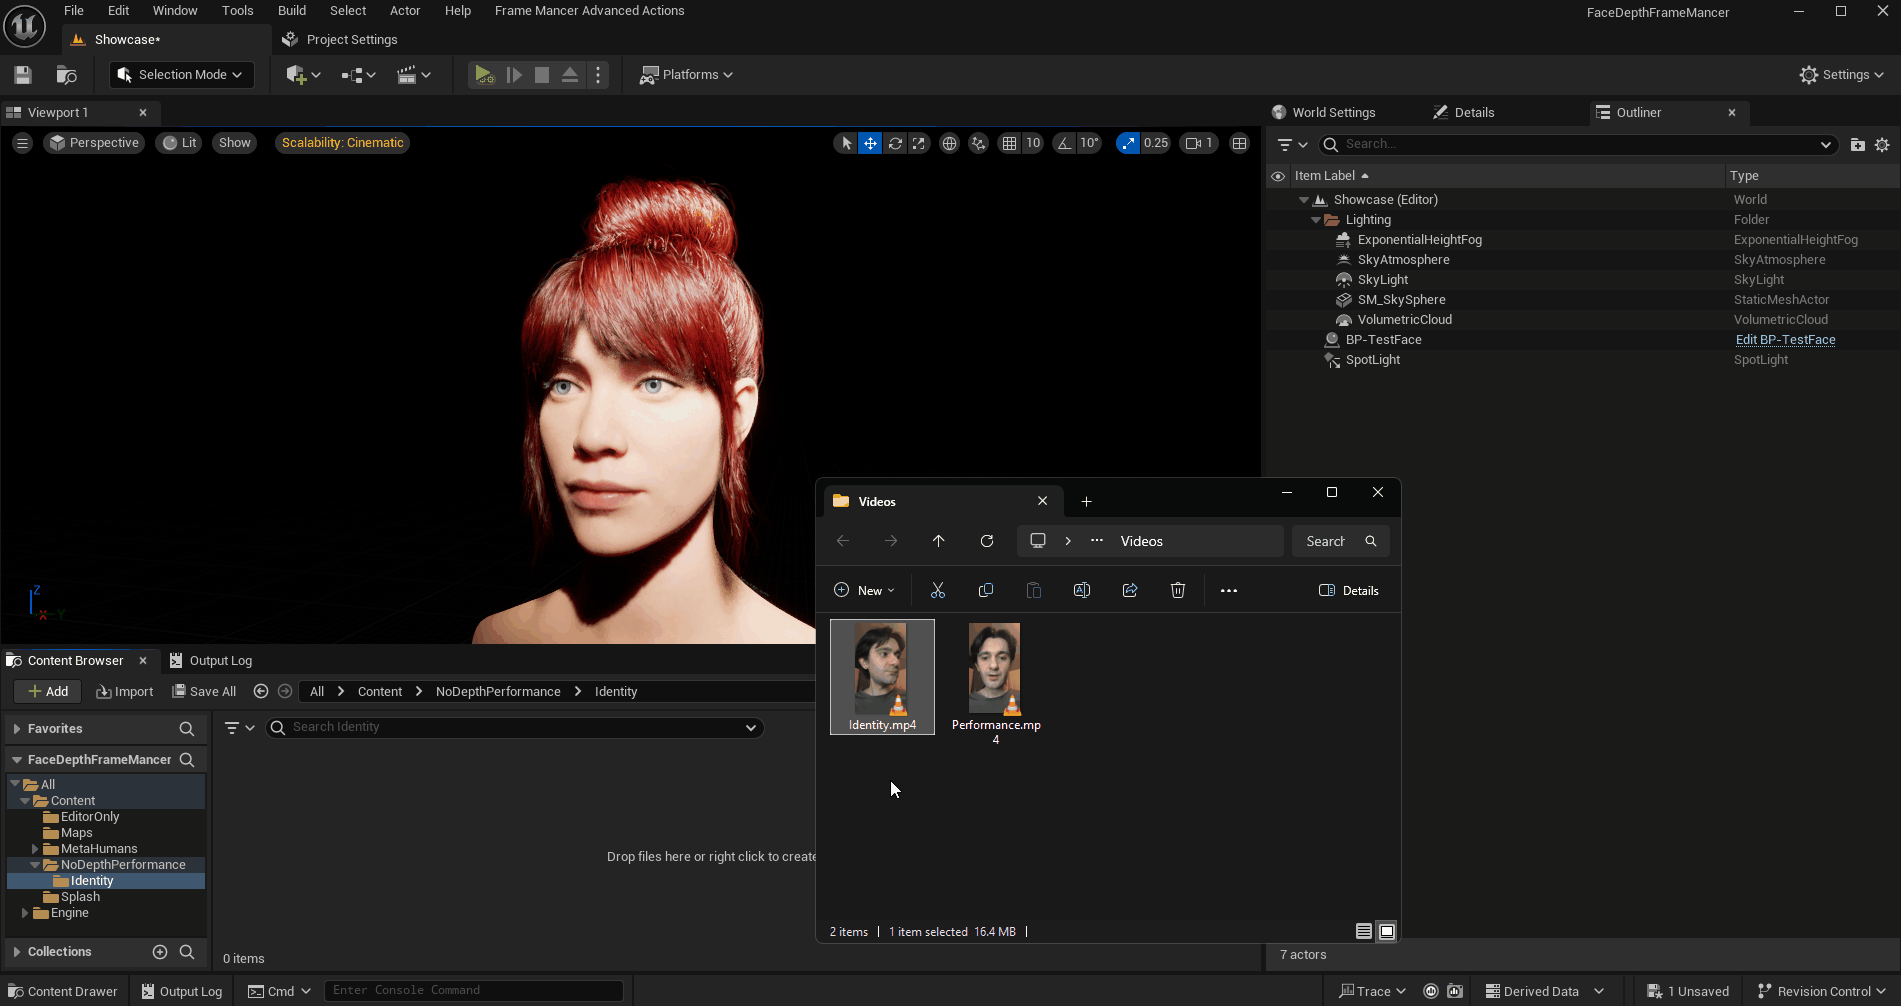 File Edit Window Tools Build Select Actor Help Frame Mancer Advanced Actions
FaceDepthFrameMancer
Showcase*
Project Settings
Selection Mode
Platforms
Settings
Viewport 1
World Settings
Details
Outliner
Perspective
Lit
Show
Scalability: Cinematic
10
10°
0.25
1
Search...
Item Label
Type
Showcase (Editor)
World
Lighting
Folder
ExponentialHeightFog
ExponentialHeightFog
SkyAtmosphere
SkyAtmosphere
SkyLight
SkyLight
SM_SkySphere
StaticMeshActor
VolumetricCloud
VolumetricCloud
BP-TestFace
Edit BP-TestFace
SpotLight
SpotLight
Z
X Y
Videos
Videos
Search
New
Details
Identity.mp4
Performance.mp
4
2 items
1 item selected 16.4 MB
Content Browser
Output Log
Add
Import
Save All
All
Content
NoDepthPerformance
Identity
Favorites
Search Identity
FaceDepthFrameMancer
All
Content
EditorOnly
Maps
MetaHumans
NoDepthPerformance
Identity
Splash
Engine
Drop files here or right click to create
Collections
0 items
7 actors
Content Drawer
Output Log
Cmd
Enter Console Command
Trace
Derived Data
1 Unsaved
Revision Control